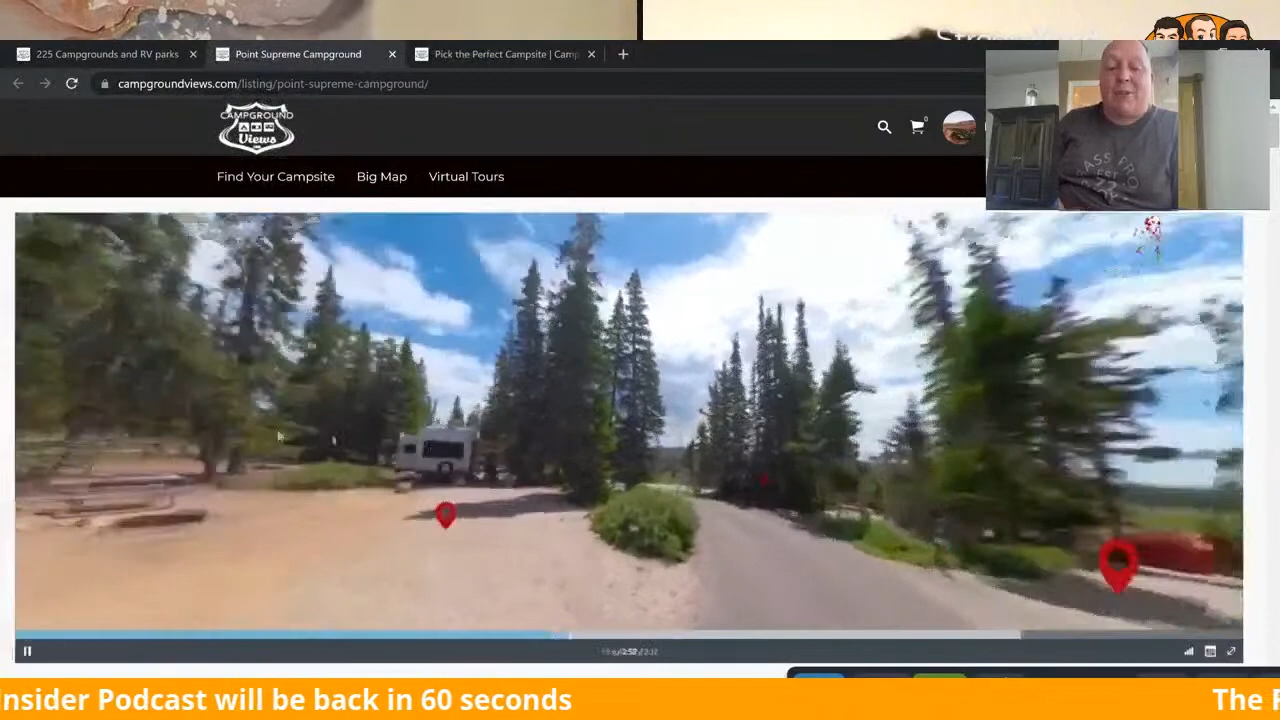 225 Campgrounds and RV parks
Point Supreme Campground
Pick the Perfect Campsite | Camp
campgroundviews.com/listing/point-supreme-campground/
CAMPGROUND
Views
0
Find Your Campsite
Big Map
Virtual Tours
nsider Podcast will be back in 60 seconds
The F